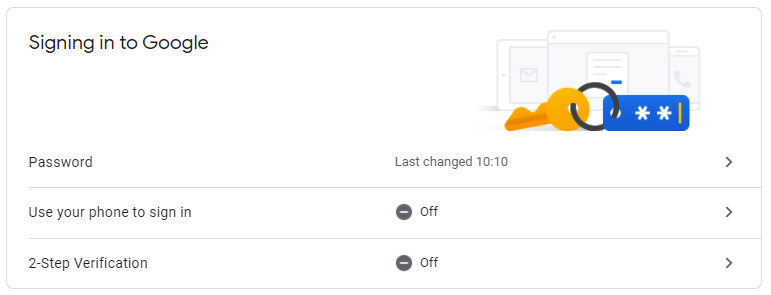 Signing in to Google
Password
Last changed 10:10
Use your phone to sign in
Off
2-Step Verification
Off